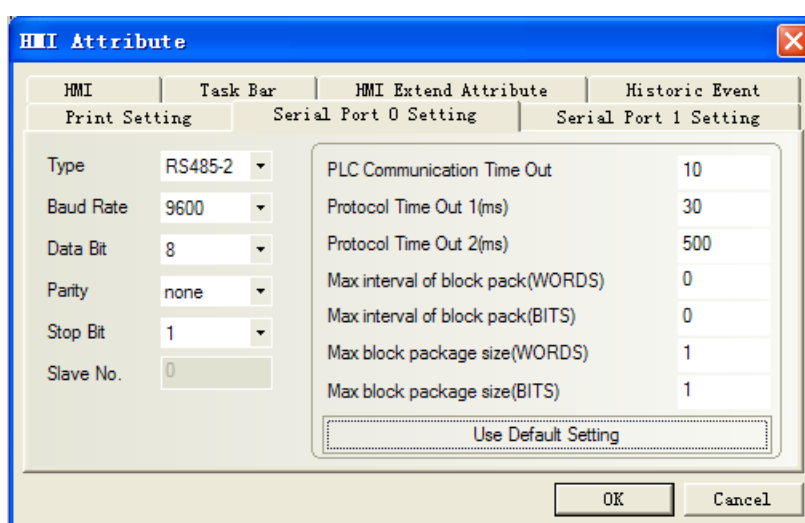 HMI Attribute
HMI Task Bar HMI Extend Attribute Historic Event
Print Setting Serial Port 0 Setting Serial Port 1 Setting
Type RS485-2 PLC Communication Time Out 10
Baud Rate 9600 Protocol Time Out 1(ms) 30
Data Bit 8 Protocol Time Out 2(ms) 500
Parity none Max interval of block pack(WORDS) 0
Max interval of block pack(BITS) 0
Stop Bit 1 Max block package size(WORDS) 1
Slave No. 0 Max block package size(BITS) 1
Use Default Setting
OK Cancel